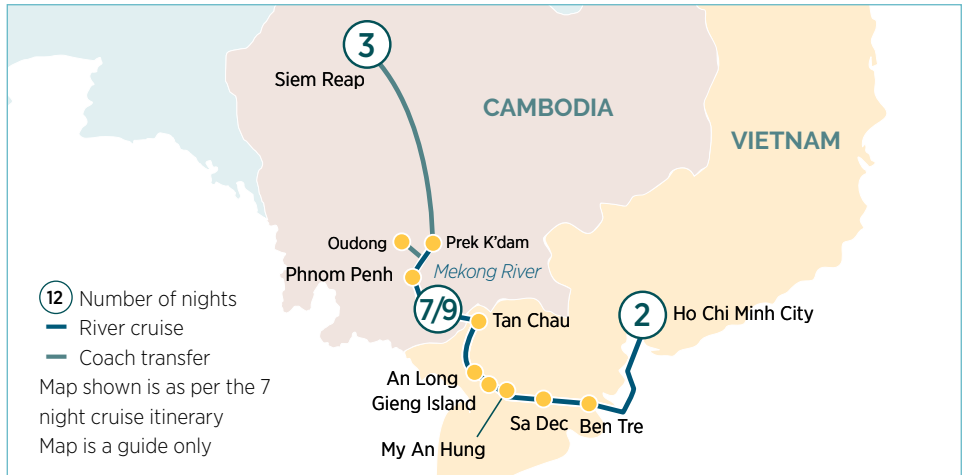 3
Siem Reap
CAMBODIA
VIETNAM
Oudong
Prek K’dam
Phnom Penh
Mekong River
7/9
2
Ho Chi Minh City
Tan Chau
An Long
Gieng Island
Sa Dec
Ben Tre
My An Hung
12 Number of nights
River cruise
Coach transfer
Map shown is as per the 7
night cruise itinerary
Map is a guide only